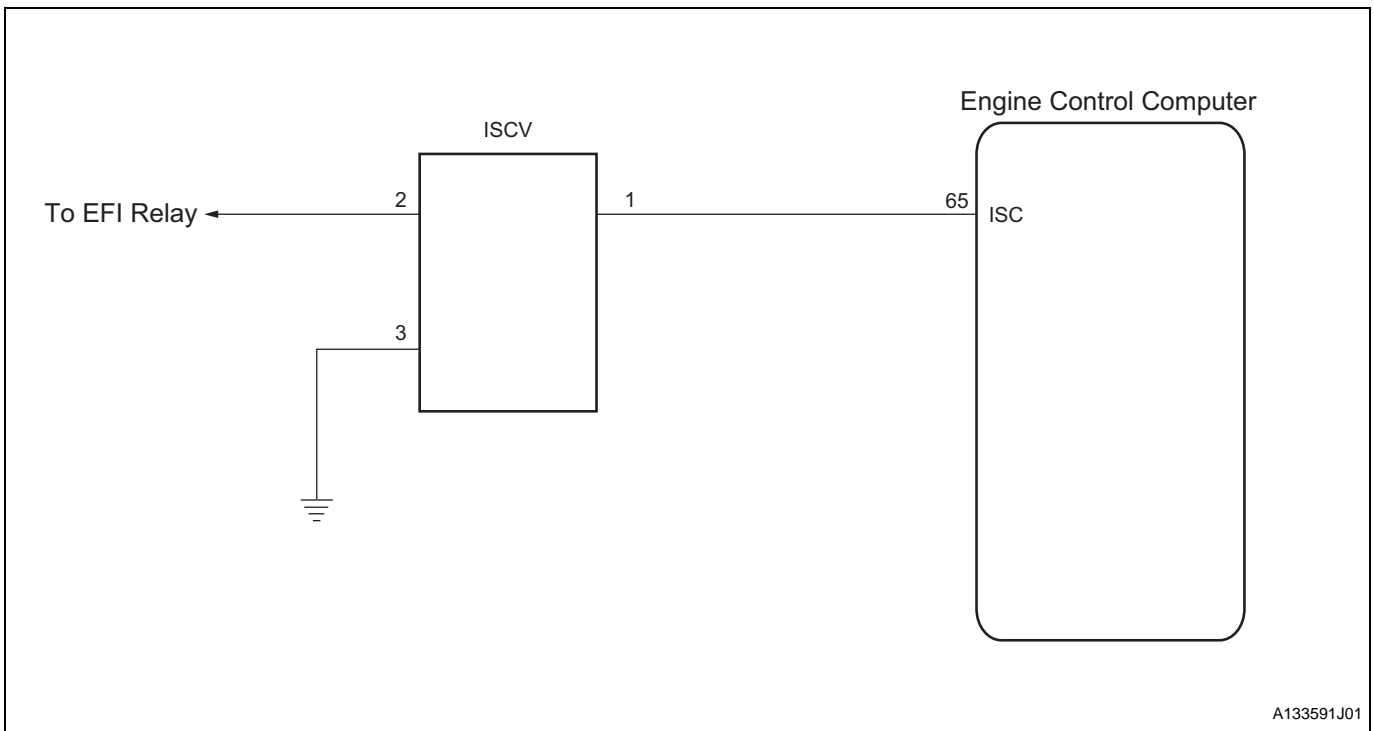 Engine Control Computer
ISCV
To EFI Relay
2
1
65
ISC
3
A133591J01